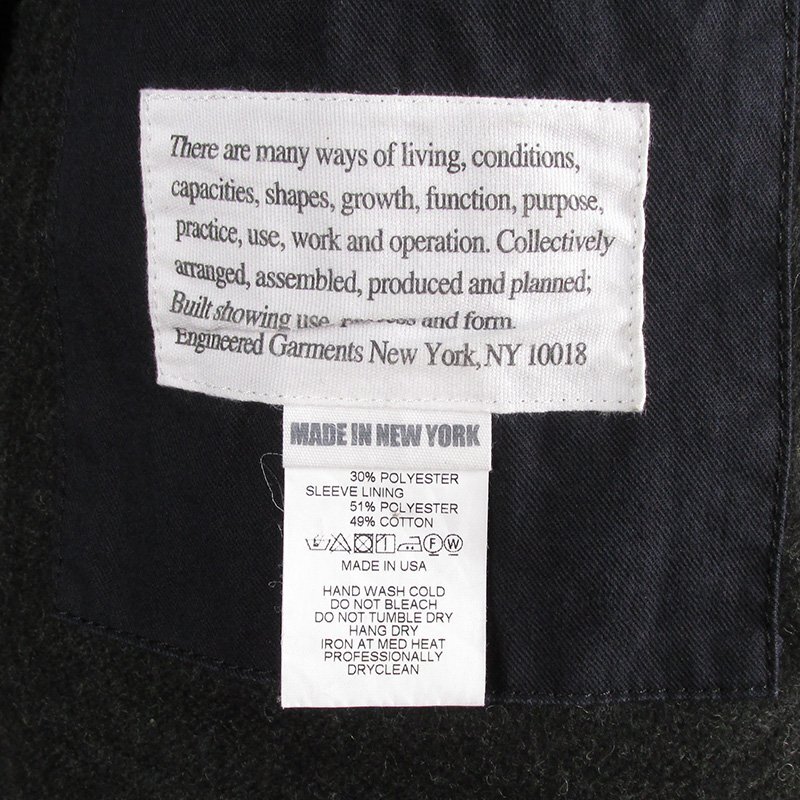 There are many ways of living, conditions,
capacities, shapes, growth, function, purpose,
practice, use, work and operation. Collectively
arranged, assembled, produced and planned;
Built showing use, process and form.
Engineered Garments New York, NY 10018
MADE IN NEW YORK
30% POLYESTER
SLEEVE LINING
51% POLYESTER
49% COTTON
F W
MADE IN USA
HAND WASH COLD
DO NOT BLEACH
DO NOT TUMBLE DRY
HANG DRY
IRON AT MED HEAT
PROFESSIONALLY
DRYCLEAN